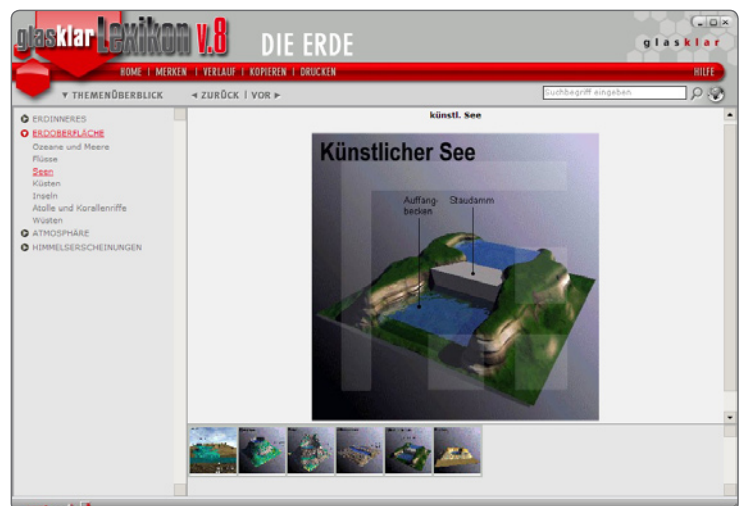 glasklar Lexikon v.8
DIE ERDE
glasklar
HOME | MERKEN | VERLAUF | KOPIEREN | DRUCKEN
HILFE
▼ THEMENÜBERBLICK
◄ ZURÜCK | VOR ►
Suchbegriff eingeben
ERDINNERES
ERDOBERFLÄCHE
Ozeane und Meere
Flüsse
Seen
Küsten
Inseln
Atolle und Korallenriffe
Wüsten
ATMOSPHÄRE
HIMMELSERSCHEINUNGEN
künstl. See
Künstlicher See
Auffang-
becken
Staudamm